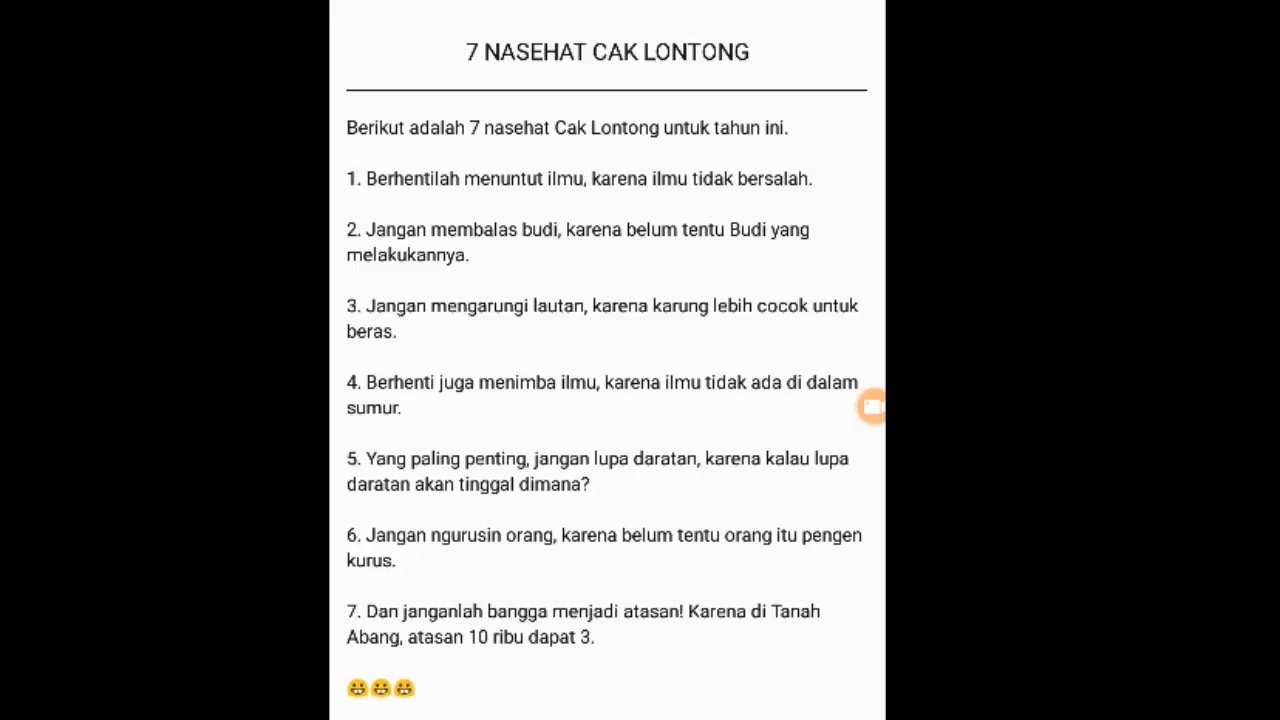 7 NASEHAT CAK LONTONG
Berikut adalah 7 nasehat Cak Lontong untuk tahun ini.
1. Berhentilah menuntut ilmu, karena ilmu tidak bersalah.
2. Jangan membalas budi, karena belum tentu Budi yang
melakukannya.
3. Jangan mengarungi lautan, karena karung lebih cocok untuk
beras.
4. Berhenti juga menimba ilmu, karena ilmu tidak ada di dalam
sumur.
5. Yang paling penting, jangan lupa daratan, karena kalau lupa
daratan akan tinggal dimana?
6. Jangan ngurusin orang, karena belum tentu orang itu pengen
kurus.
7. Dan janganlah bangga menjadi atasan! Karena di Tanah
Abang, atasan 10 ribu dapat 3.
😀😀😀